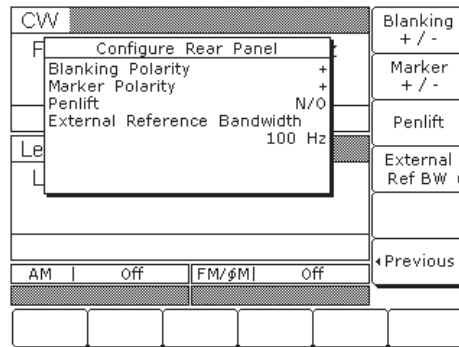 CW
F
z
Configure Rear Panel
Blanking Polarity +
Marker Polarity +
Penlift N/O
External Reference Bandwidth
100 Hz
Le
L
AM | Off FM/ϕM| Off
Blanking
+ / -
Marker
+ / -
Penlift
External
Ref BW
Previous